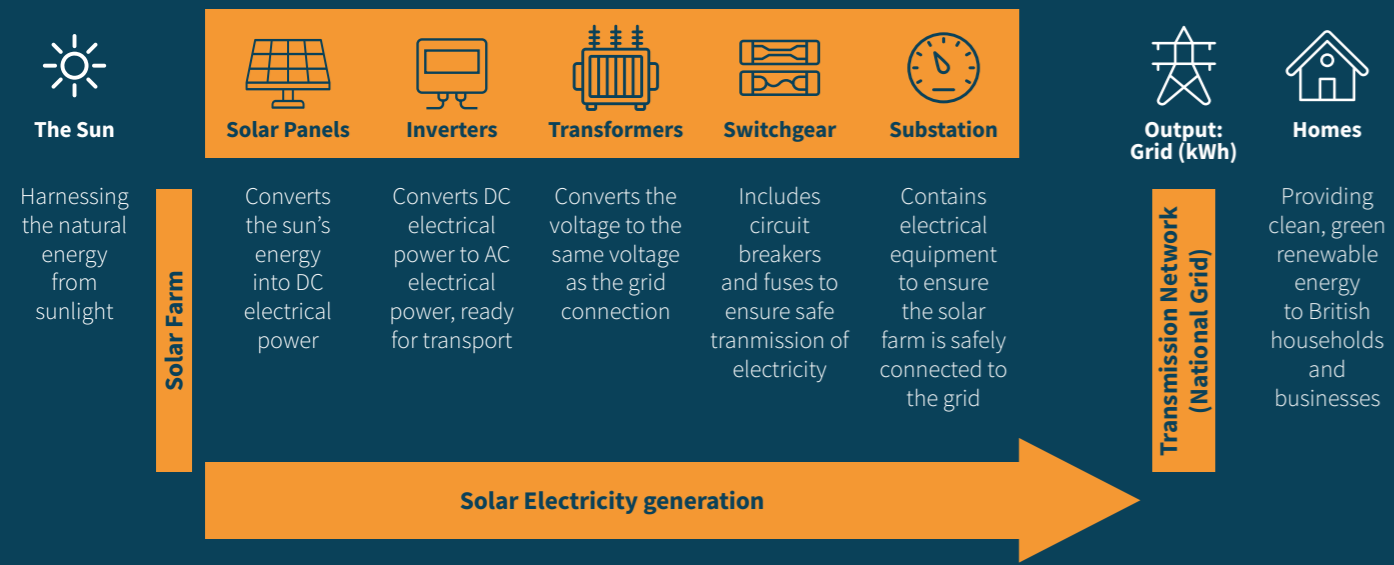 The Sun
Harnessing
the natural
energy
from
sunlight
Solar Farm
Solar Panels
Converts
the sun's
energy
into DC
electrical
power
Inverters
Converts DC
electrical
power to AC
electrical
power, ready
for transport
Transformers
Converts the
voltage to the
same voltage
as the grid
connection
Switchgear
Includes
circuit
breakers
and fuses to
ensure safe
tranmission of
electricity
Substation
Contains
electrical
equipment
to ensure
the solar
farm is safely
connected to
the grid
Solar Electricity generation
Output:
Grid (kWh)
Transmission Network
(National Grid)
Homes
Providing
clean, green
renewable
energy
to British
households
and
businesses